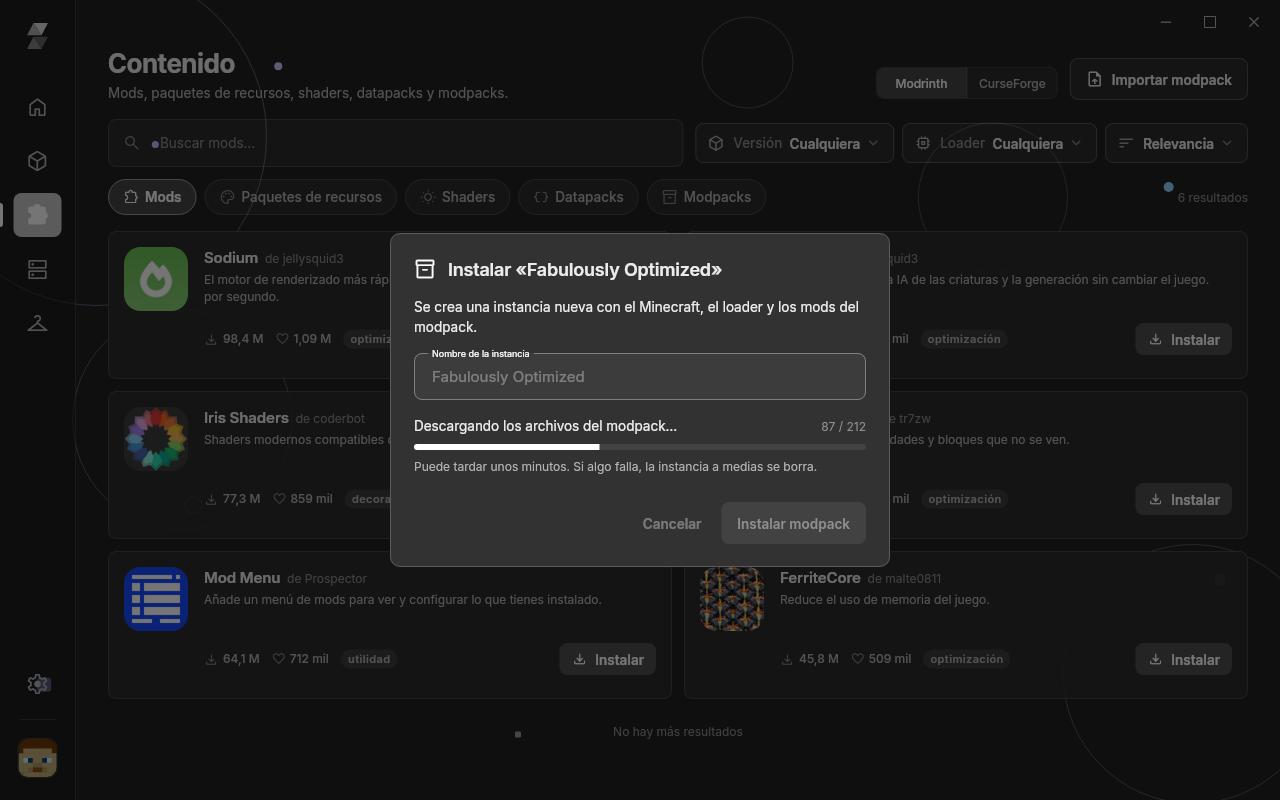 Contenido
Mods, paquetes de recursos, shaders, datapacks y modpacks.
Modrinth
CurseForge
Importar modpack
Buscar mods...
Versión Cualquiera
Loader Cualquiera
Relevancia
Mods
Paquetes de recursos
Shaders
Datapacks
Modpacks
6 resultados
Sodium de jellysquid3
El motor de renderizado más
por segundo.
98,4 M
1,09 M
IA de las criaturas y la generación sin cambiar el juego.
mil
optimización
Instalar
Instalar «Fabulously Optimized»
Se crea una instancia nueva con el Minecraft, el loader y los mods del
modpack.
Nombre de la instancia
Fabulously Optimized
Descargando los archivos del modpack...
87 / 212
Puede tardar unos minutos. Si algo falla, la instancia a medias se borra.
Cancelar
Instalar modpack
Iris Shaders de coderbot
Shaders modernos compatibles
77,3 M
859 mil
tr7zw
y bloques que no se ven.
mil
optimización
Instalar
Mod Menu de Prospector
Añade un menú de mods para ver y configurar lo que tienes instalado.
64,1 M
712 mil
utilidad
Instalar
FerriteCore de malte0811
Reduce el uso de memoria del juego.
45,8 M
509 mil
optimización
Instalar
No hay más resultados